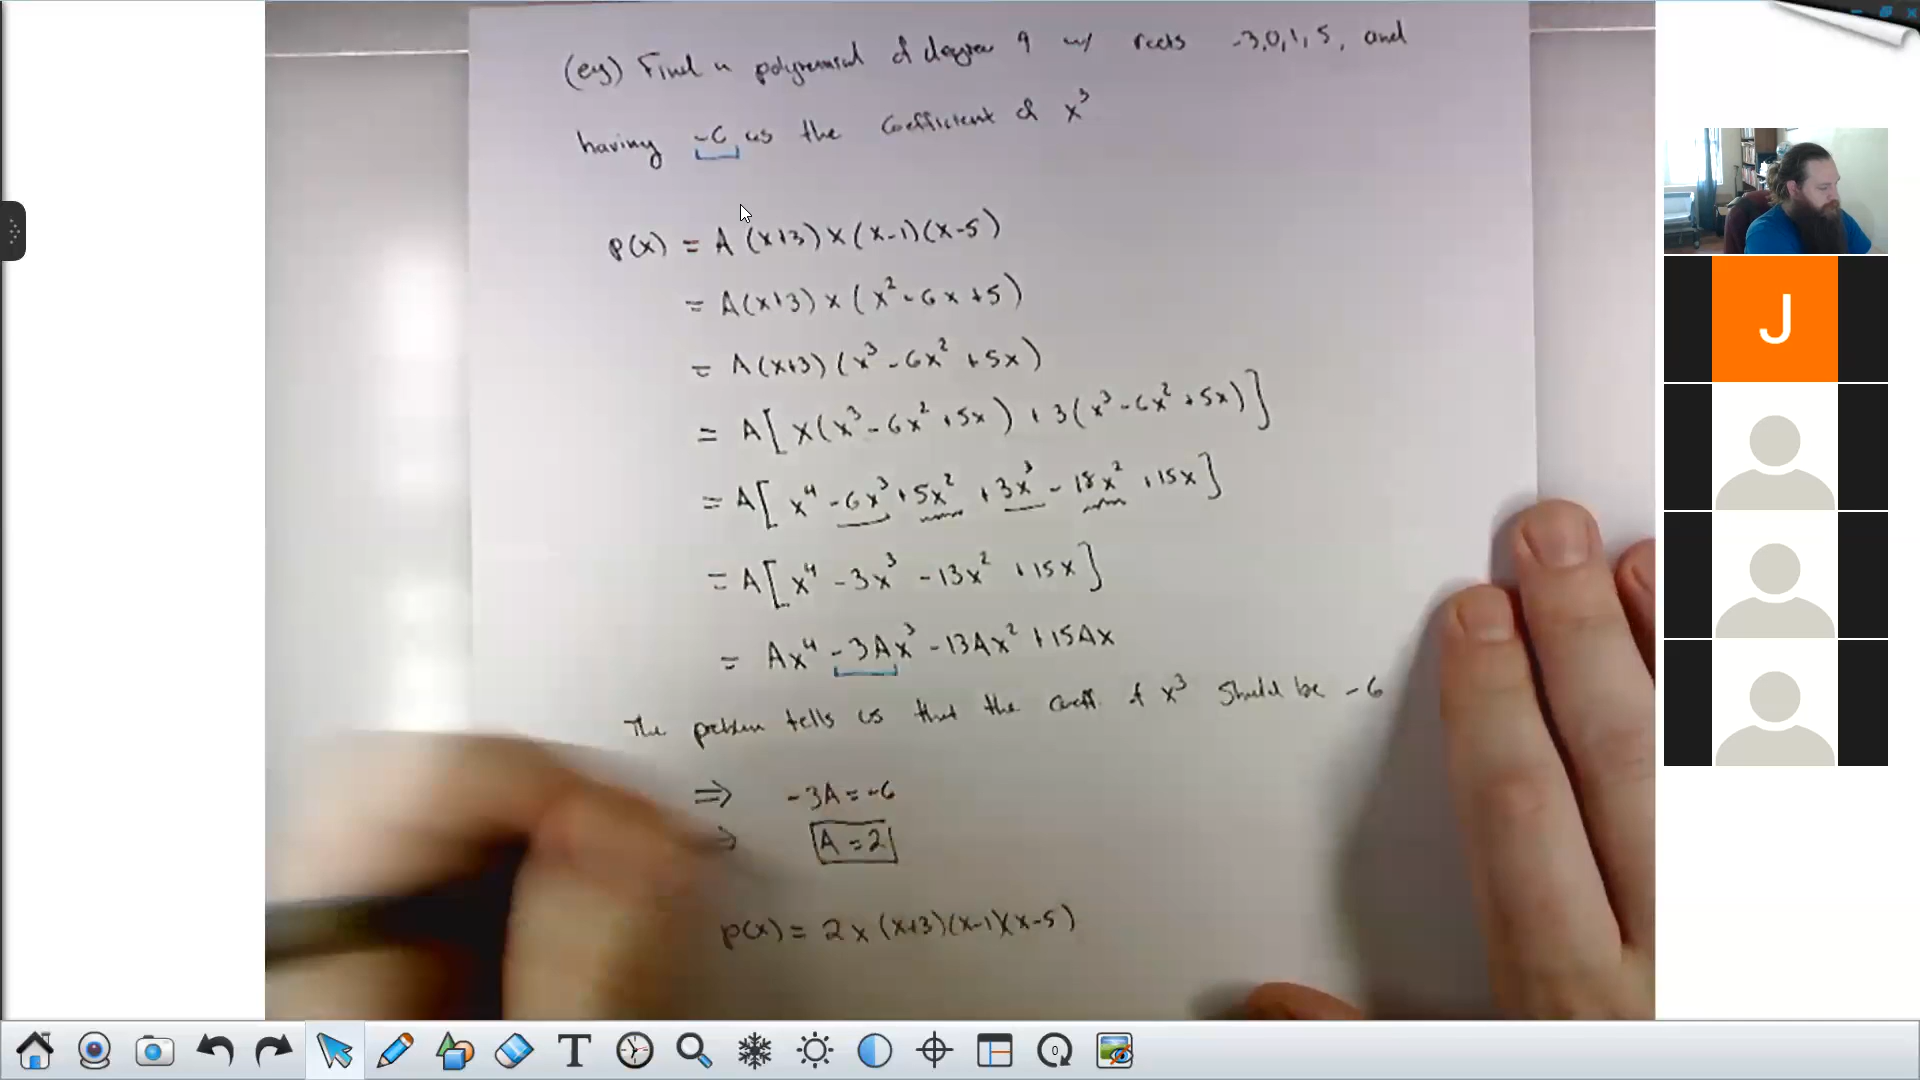 (ex) Find a polynomial of degree 4 w/ roots -3,0,1,5, and
having -6 as the coefficient of x³
p(x) = A(x+3)x(x-1)(x-5)
= A(x+3)x(x²-6x+5)
= A(x+3)(x³-6x²+5x)
= A[x(x³-6x²+5x)+3(x³-6x²+5x)]
= A[x⁴-6x³+5x²+3x³-18x²+15x]
= A[x⁴-3x³-13x²+15x]
= Ax⁴-3Ax³-13Ax²+15Ax
The problem tells us that the coeff. of x³ should be -6
⇒ -3A=-6
⇒ A=2
p(x) = 2x(x+3)(x-1)(x-5)
J
T
0